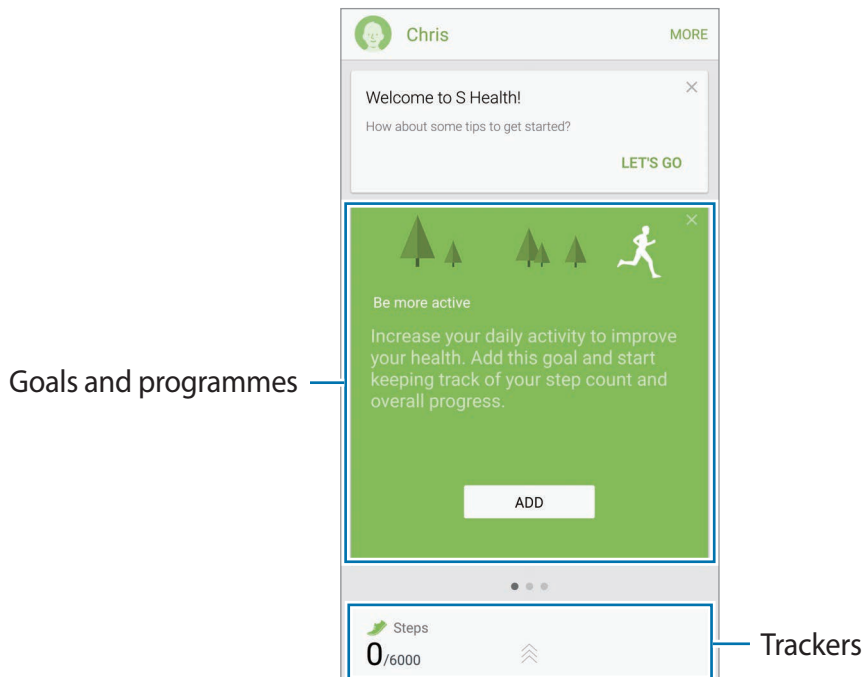 Chris
MORE
Welcome to S Health!
How about some tips to get started?
LET'S GO
Be more active
Increase your daily activity to improve
your health. Add this goal and start
keeping track of your step count and
overall progress.
Goals and programmes
ADD
Steps
0/6000
Trackers